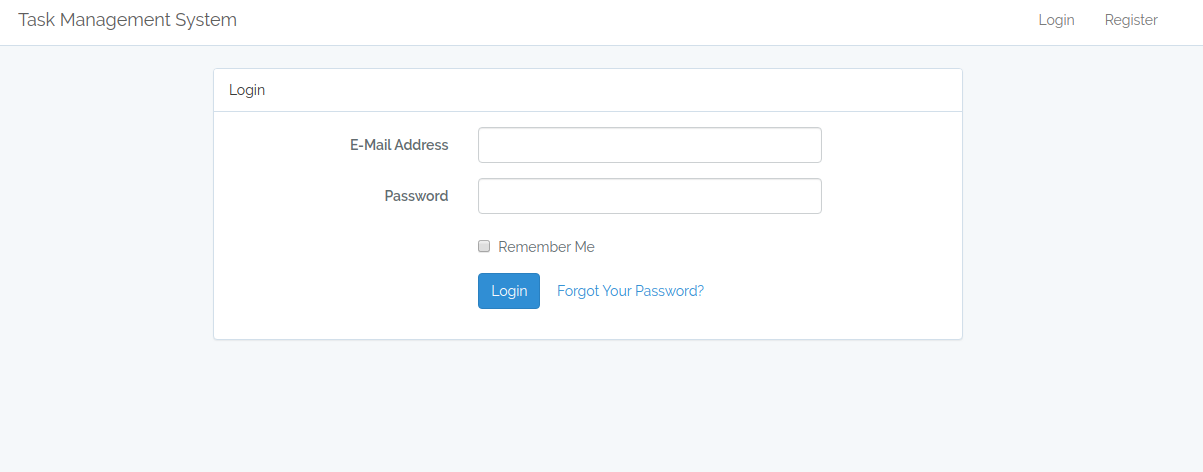 Task Management System
Login Register
Login
E-Mail Address
Password
Remember Me
Login Forgot Your Password?